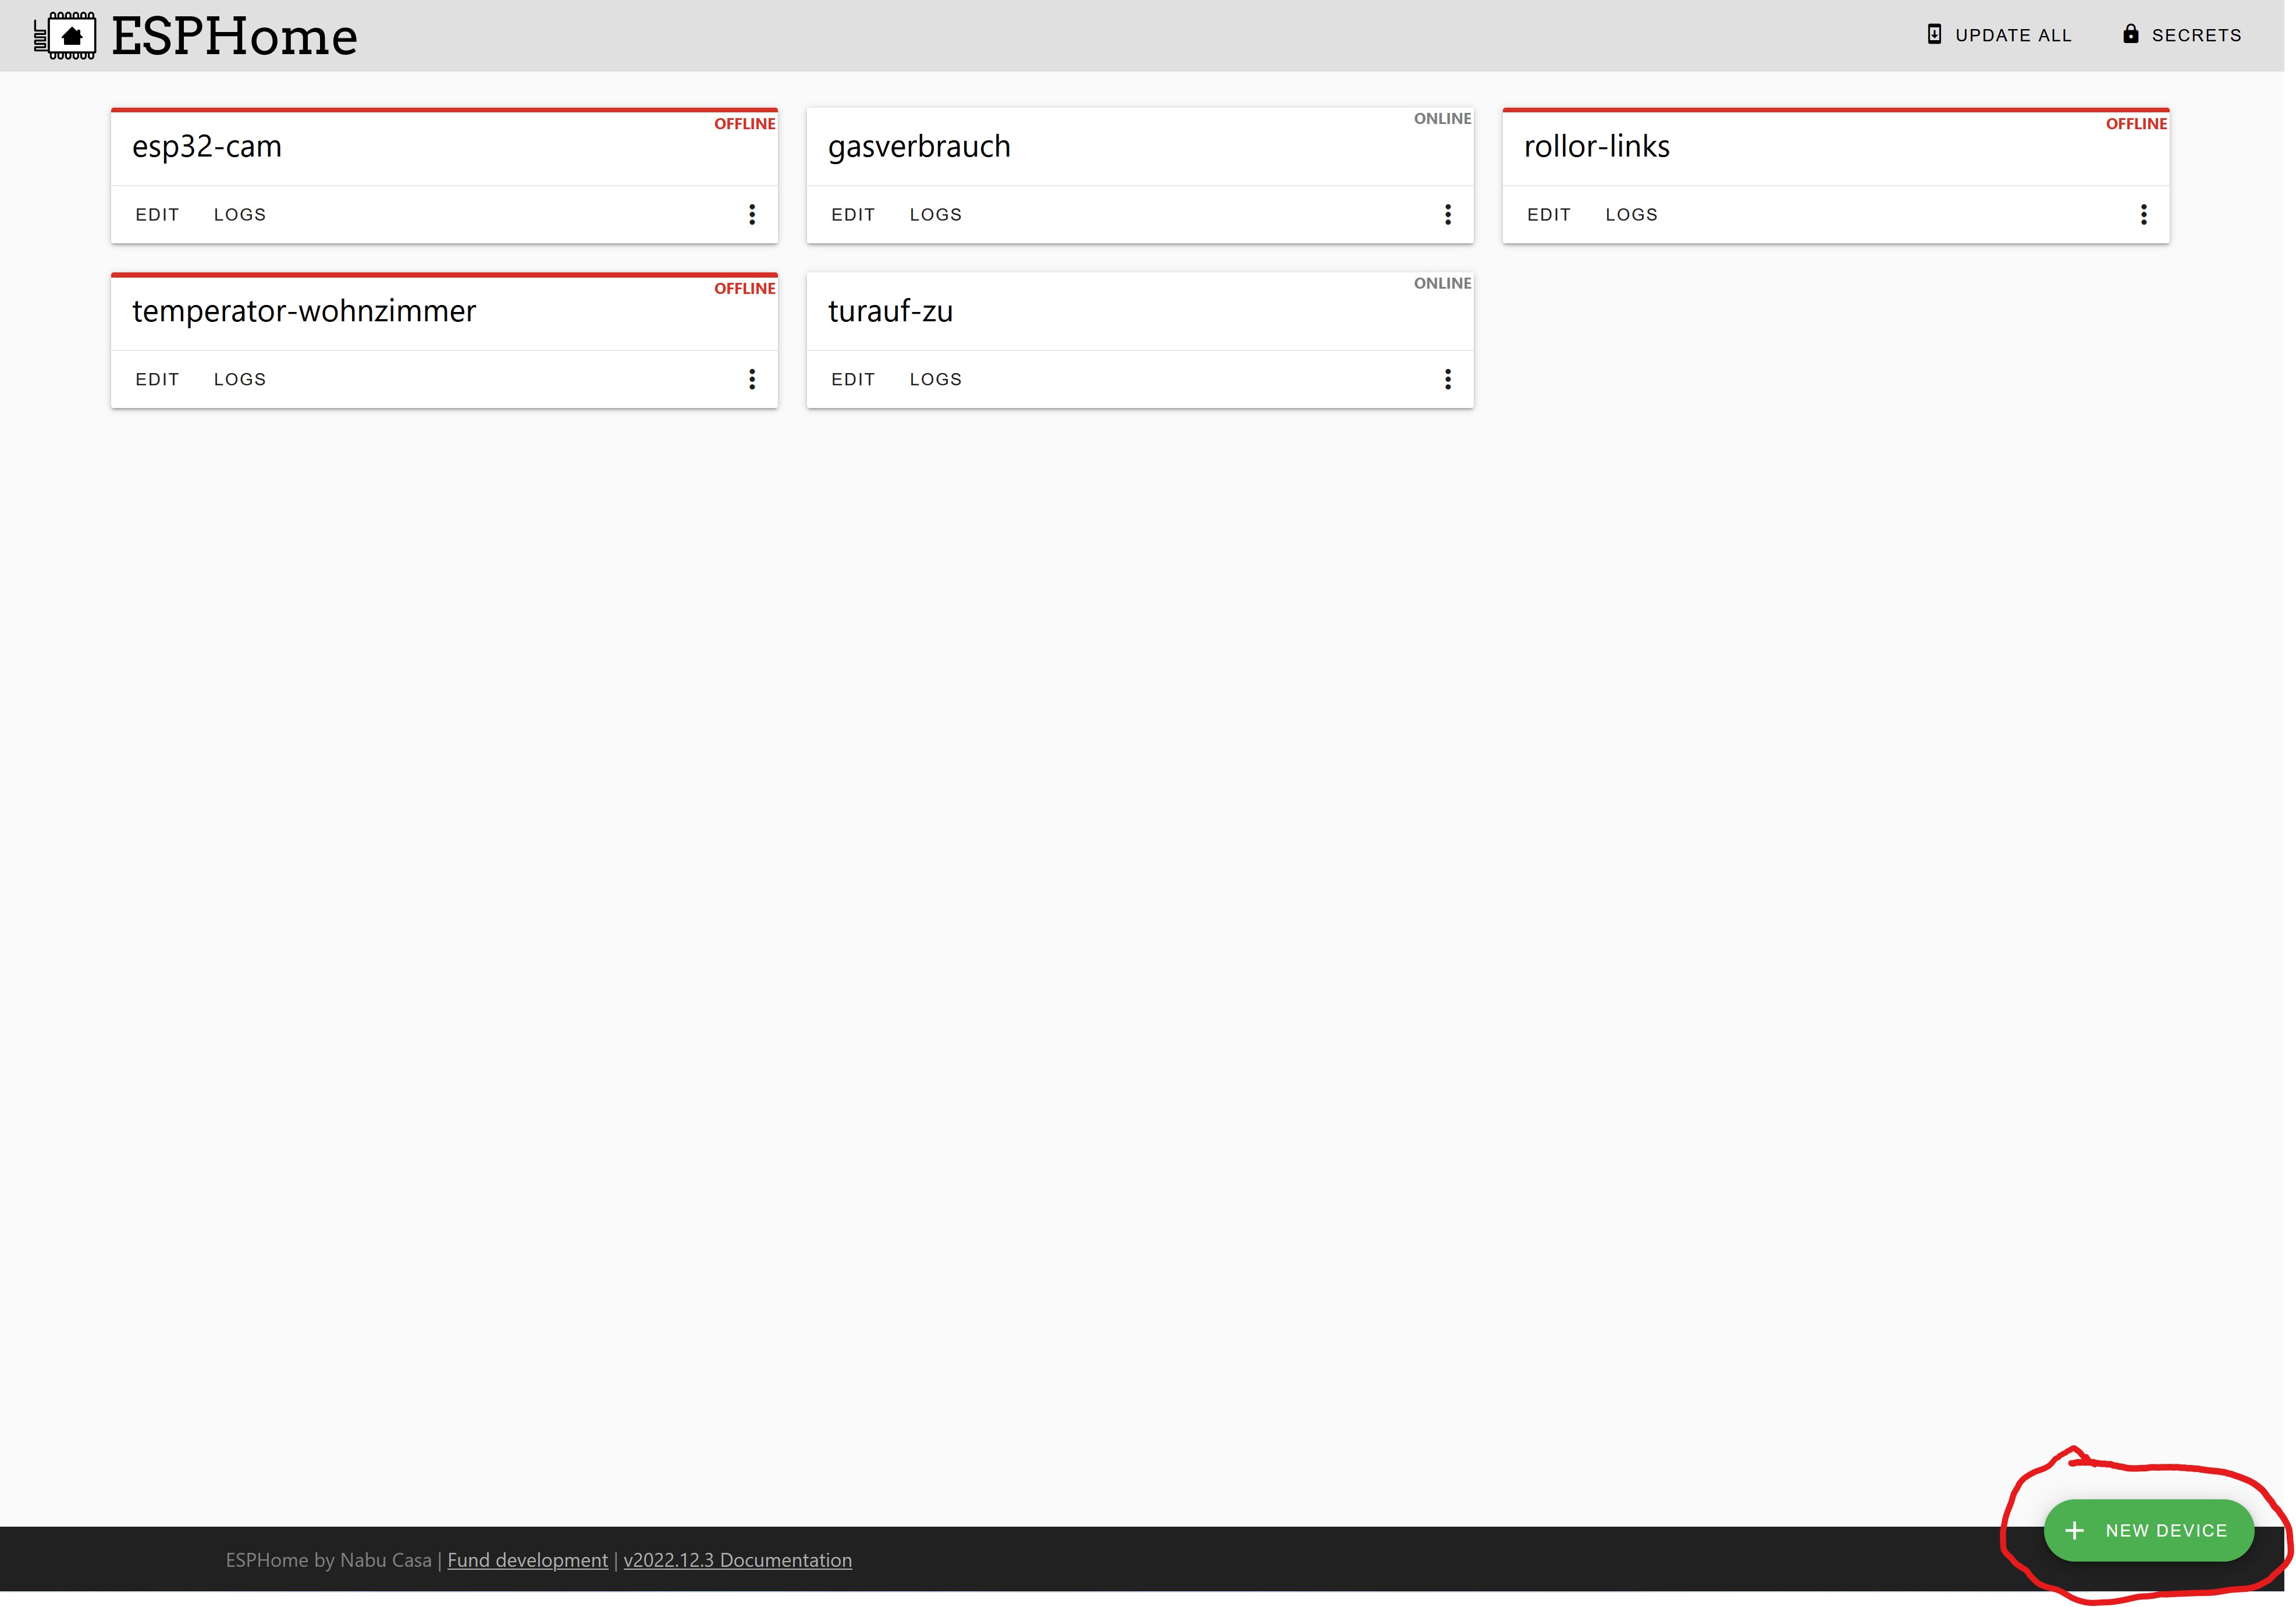 ESPHome
UPDATE ALL
SECRETS
OFFLINE
esp32-cam
EDIT LOGS
ONLINE
gasverbrauch
EDIT LOGS
OFFLINE
rollor-links
EDIT LOGS
OFFLINE
temperator-wohnzimmer
EDIT LOGS
ONLINE
turauf-zu
EDIT LOGS
+ NEW DEVICE
ESPHome by Nabu Casa | Fund development | v2022.12.3 Documentation